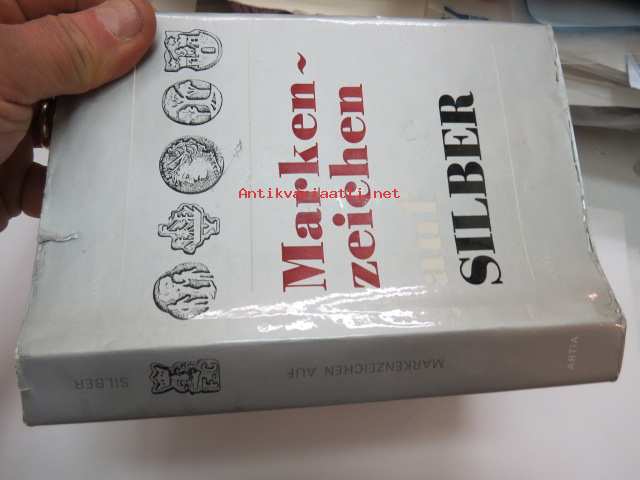 Marken~
zeichen
auf
SILBER
MARKENZEICHEN AUF
SILBER
ARTIA
Antikvariaatti.net